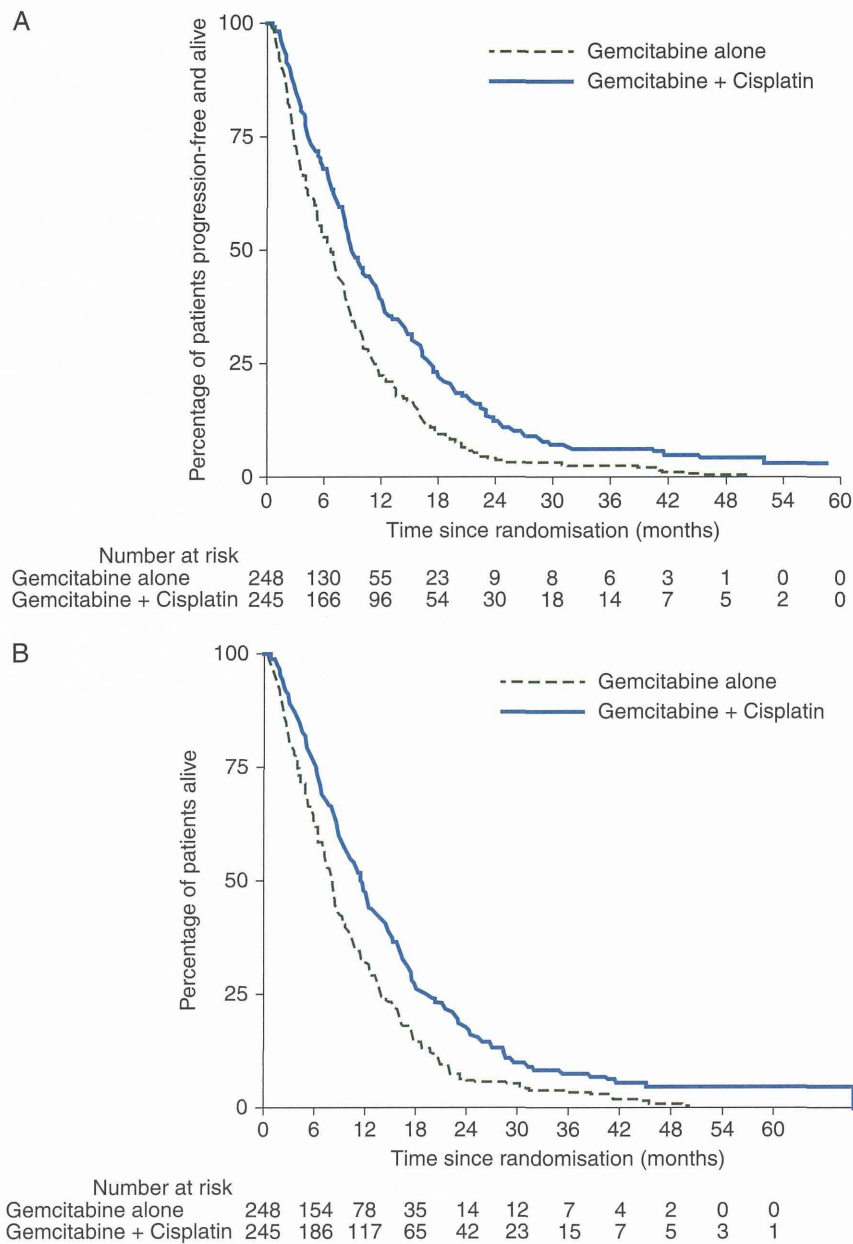 A
100
75
50
25
0
Percentage of patients progression-free and alive
Gemcitabine alone
Gemcitabine + Cisplatin
0 6 12 18 24 30 36 42 48 54 60
Time since randomisation (months)
Number at risk
Gemcitabine alone 248 130 55 23 9 8 6 3 1 0 0
Gemcitabine + Cisplatin 245 166 96 54 30 18 14 7 5 2 0
B
100
75
50
25
0
Percentage of patients alive
Gemcitabine alone
Gemcitabine + Cisplatin
0 6 12 18 24 30 36 42 48 54 60
Time since randomisation (months)
Number at risk
Gemcitabine alone 248 154 78 35 14 12 7 4 2 0 0
Gemcitabine + Cisplatin 245 186 117 65 42 23 15 7 5 3 1